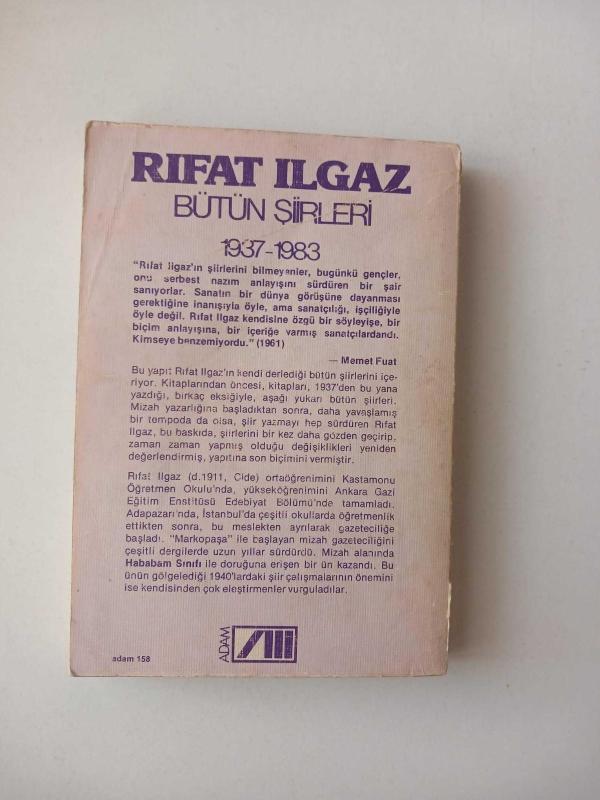 RIFAT ILGAZ
BÜTÜN ŞİİRLERİ
1937-1983
"Rıfat Ilgaz'ın şiirlerini bilmeyenler, bugünkü gençler,
onu serbest nazım anlayışını sürdüren bir şair
sanıyorlar. Sanatın bir dünya görüşüne dayanması
gerektiğine inanışıyla öyle, ama sanatçılığı, işçiliğiyle
öyle değil. Rıfat Ilgaz kendisine özgü bir söyleyişe, bir
biçim anlayışına, bir içeriğe varmış sanatçılardandı.
Kimseye benzemiyordu." (1961)
— Memet Fuat
Bu yapıt Rıfat Ilgaz'ın kendi derlediği bütün şiirlerini içe-
riyor. Kitaplarından öncesi, kitapları, 1937'den bu yana
yazdığı, birkaç eksiğiyle, aşağı yukarı bütün şiirleri.
Mizah yazarlığına başladıktan sonra, daha yavaşlamış
bir tempoda da olsa, şiir yazmayı hep sürdüren Rıfat
Ilgaz, bu baskıda, şiirlerini bir kez daha gözden geçirip,
zaman zaman yapmış olduğu değişiklikleri yeniden
değerlendirmiş, yapıtına son biçimini vermiştir.
Rıfat Ilgaz (d.1911, Cide) ortaöğrenimini Kastamonu
Öğretmen Okulu'nda, yükseköğrenimini Ankara Gazi
Eğitim Enstitüsü Edebiyat Bölümü'nde tamamladı.
Adapazarı'nda, İstanbul'da çeşitli okullarda öğretmenlik
ettikten sonra, bu meslekten ayrılarak gazeteciliğe
başladı. "Markopaşa" ile başlayan mizah gazeteciliğini
çeşitli dergilerde uzun yıllar sürdürdü. Mizah alanında
Hababam Sınıfı ile doruğuna erişen bir ün kazandı. Bu
ünün gölgelediği 1940'lardaki şiir çalışmalarının önemini
ise kendisinden çok eleştirmenler vurguladılar.
ADAM
adam 158